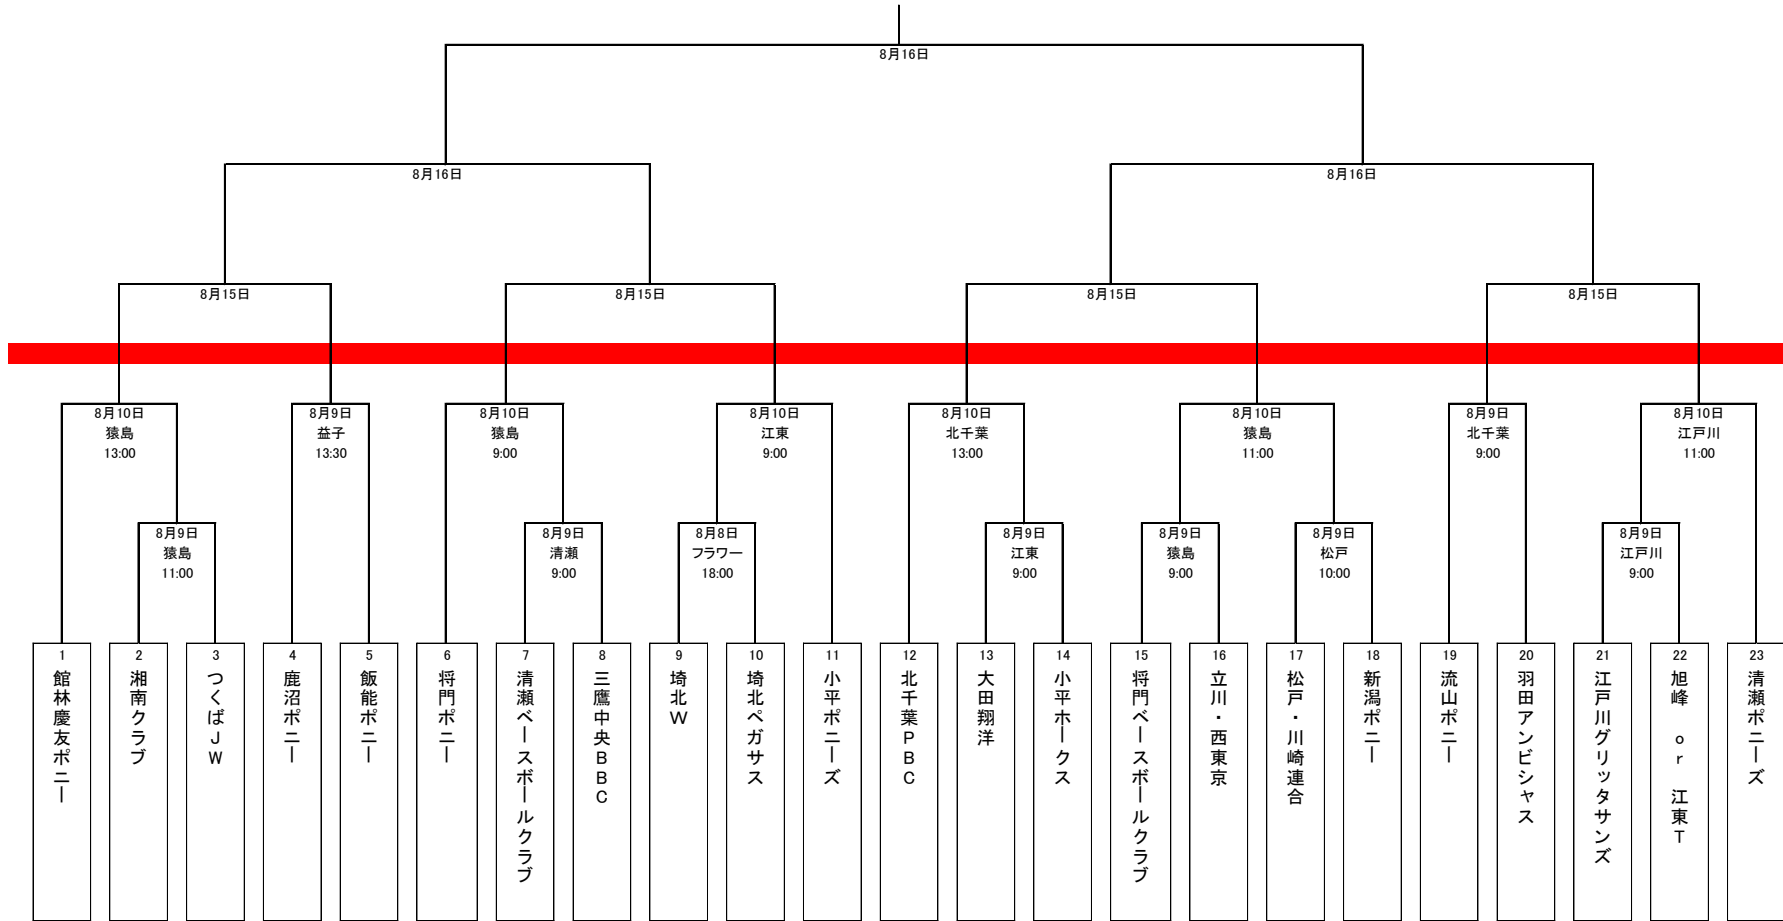 8月16日
8月16日
8月16日
8月15日
8月15日
8月15日
8月15日
8月10日
猿島
13:00
8月9日
益子
13:30
8月10日
猿島
9:00
8月10日
江東
9:00
8月10日
北千葉
13:00
8月10日
猿島
11:00
8月9日
北千葉
9:00
8月10日
江戸川
11:00
8月9日
猿島
11:00
8月9日
清瀬
9:00
8月8日
フラワー
18:00
8月9日
江東
9:00
8月9日
猿島
9:00
8月9日
松戸
10:00
8月9日
江戸川
9:00
1
館林慶友ポニー
2
湘南クラブ
3
つくばJW
4
鹿沼ポニー
5
飯能ポニー
6
将門ポニー
7
清瀬ベースボールクラブ
8
三鷹中央BBC
9
埼北W
10
埼北ペガサス
11
小平ポニーズ
12
北千葉PBC
13
大田翔洋
14
小平ホークス
15
将門ベースボールクラブ
16
立川・西東京
17
松戸・川崎連合
18
新潟ポニー
19
流山ポニー
20
羽田アンビシャス
21
江戸川グリッタサンズ
22
旭峰 or 江東T
23
清瀬ポニーズ